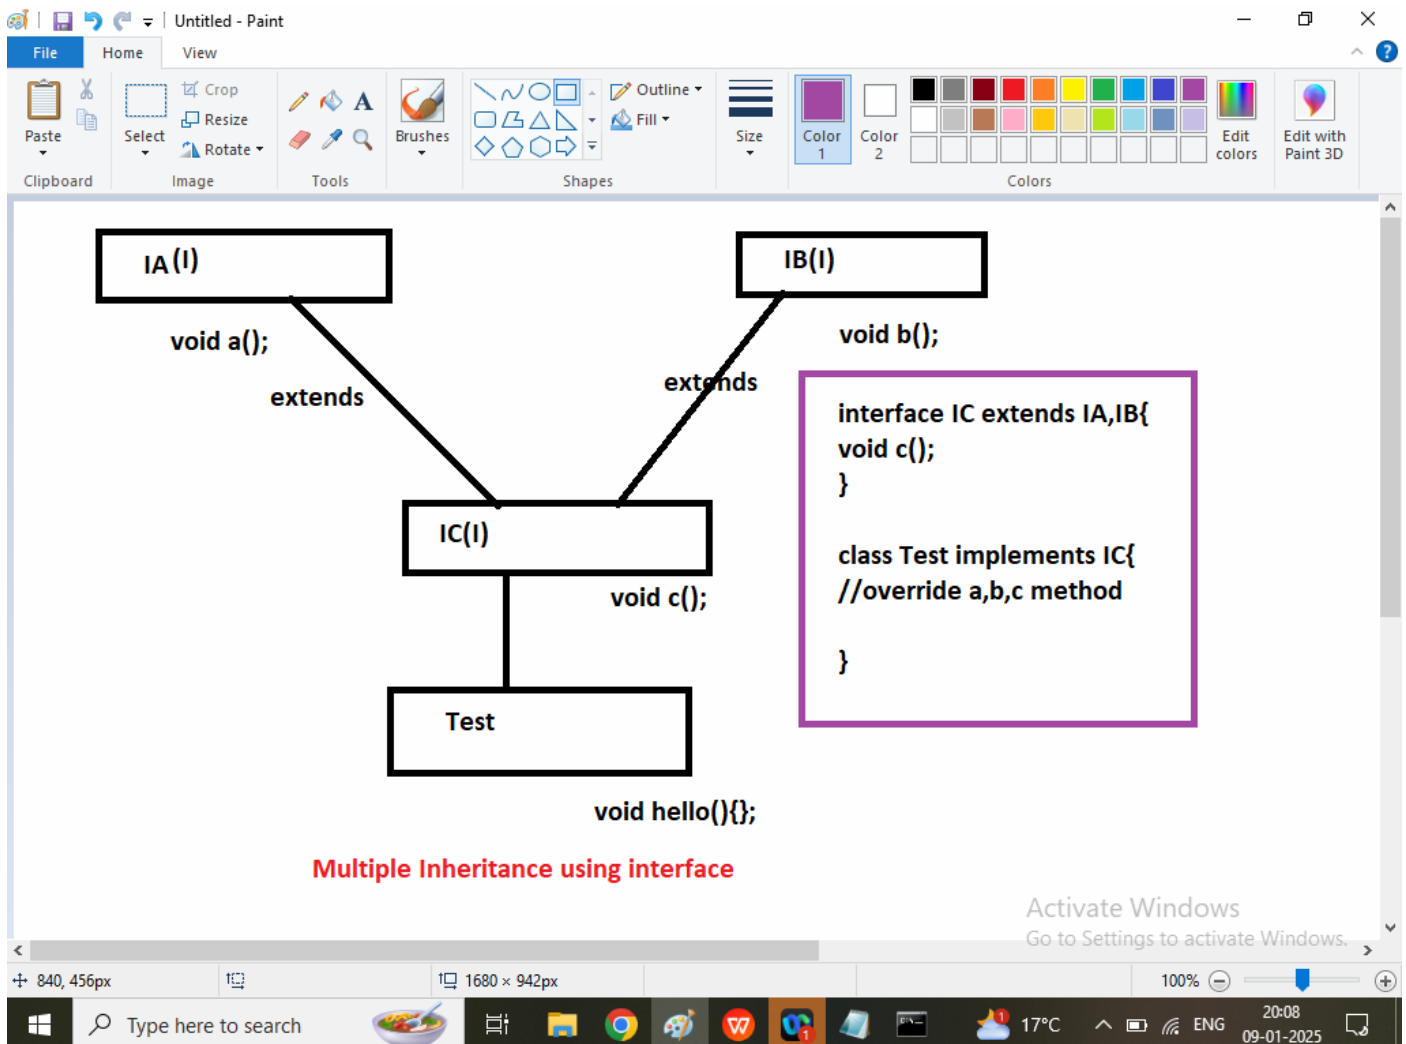 Untitled - Paint
File Home View
Paste
Clipboard
Select
Crop
Resize
Rotate
Image
Tools
Brushes
Outline
Fill
Shapes
Size
Color 1
Color 2
Colors
Edit colors
Edit with Paint 3D
IA(I)
IB(I)
void a();
void b();
extends
extends
interface IC extends IA,IB{
void c();
}
class Test implements IC{
//override a,b,c method
}
IC(I)
void c();
Test
void hello(){};
Multiple Inheritance using interface
Activate Windows
Go to Settings to activate Windows.
840, 456px
1680 × 942px
100%
Type here to search
1
1
17°C
ENG
20:08
09-01-2025